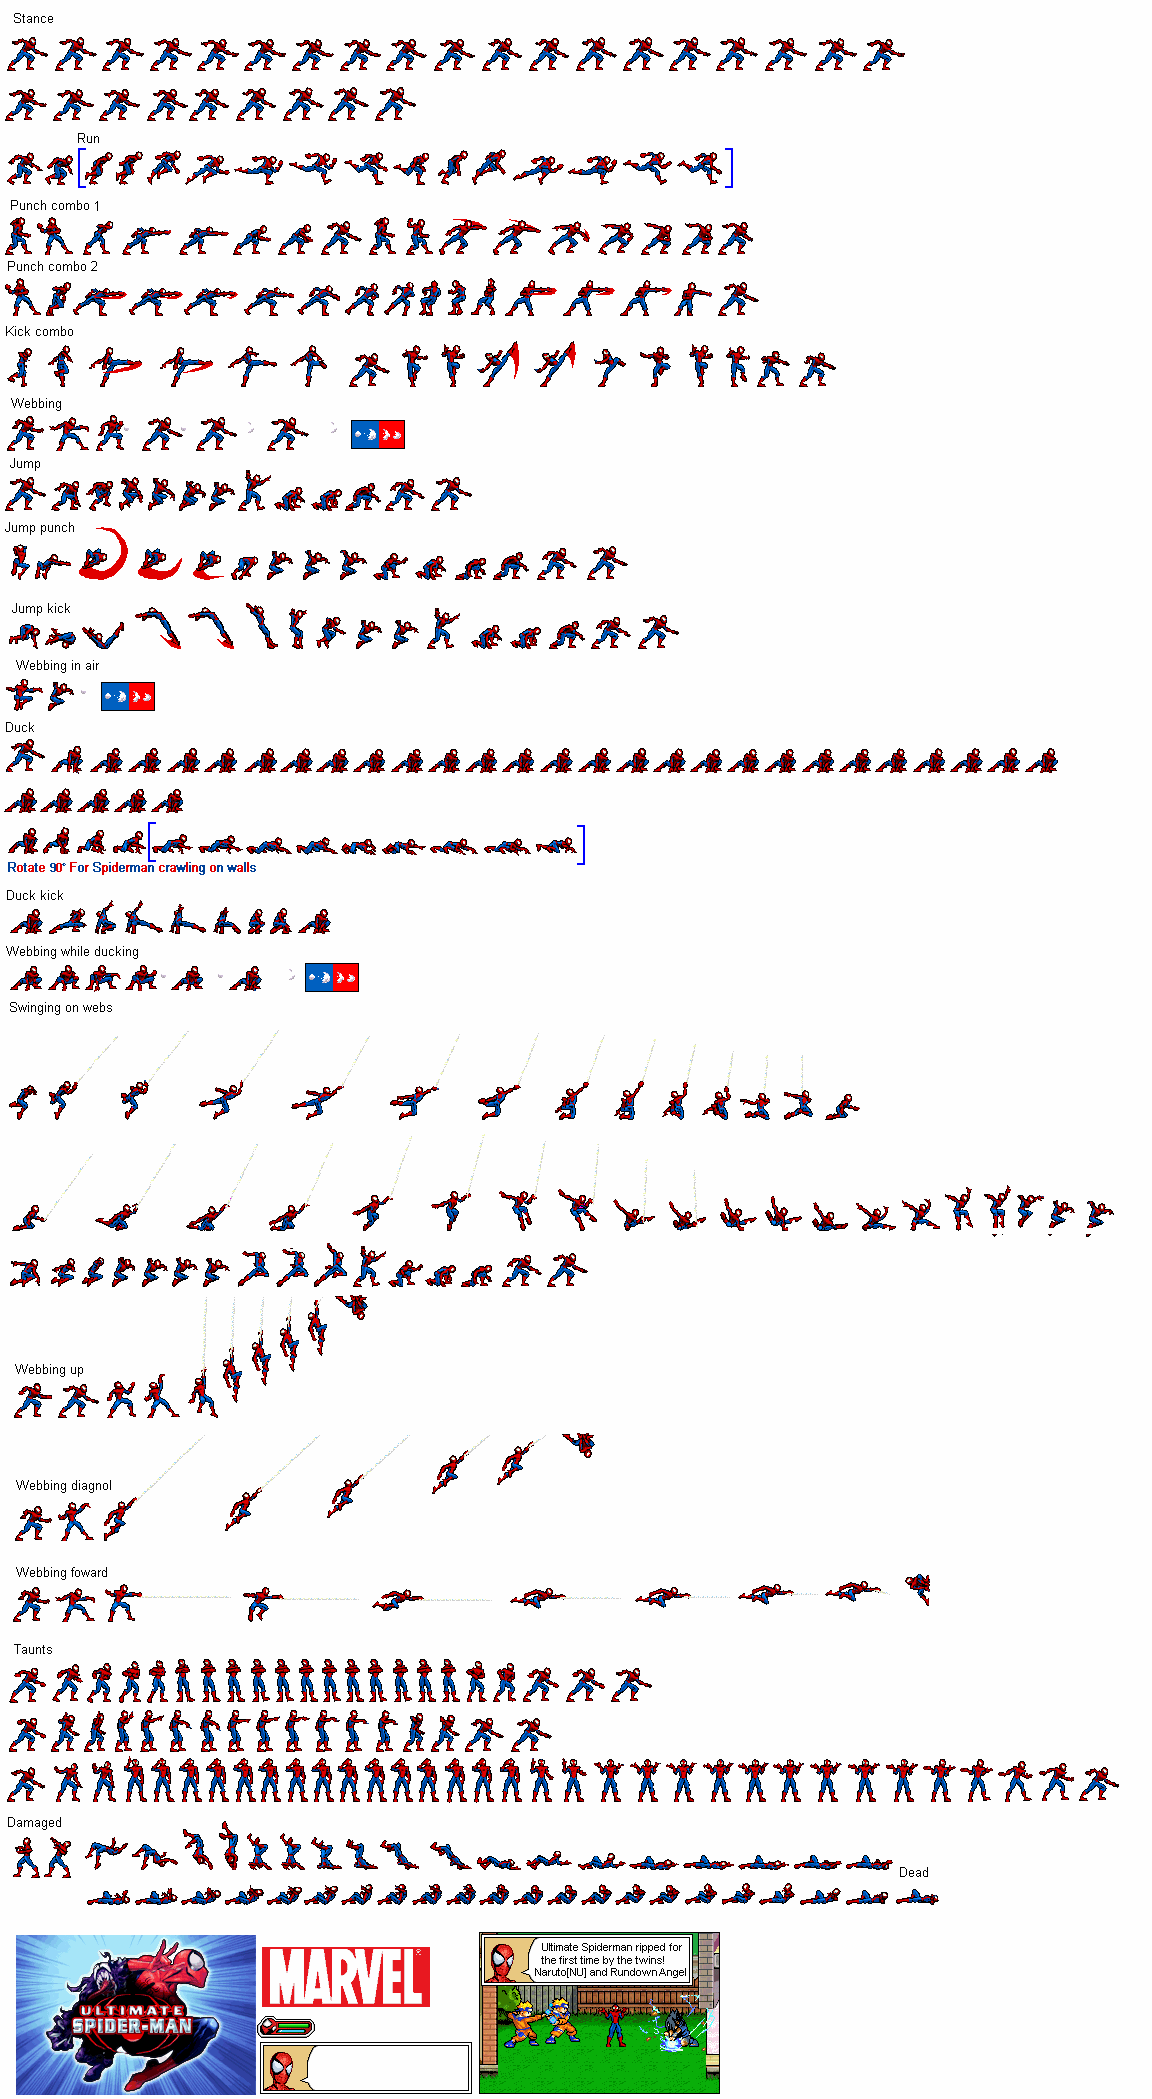 Stance
Run
Punch combo 1
Punch combo 2
Kick combo
Webbing
Jump
Jump punch
Jump kick
Webbing in air
Duck
Rotate 90° For Spiderman crawling on walls
Duck kick
Webbing while ducking
Swinging on webs
Webbing up
Webbing diagnol
Webbing foward
Taunts
Damaged
Dead
ULTIMATE
SPIDER-MAN
MARVEL
Ultimate Spiderman ripped for
the first time by the twins!
Naruto[NU] and Rundown Angel